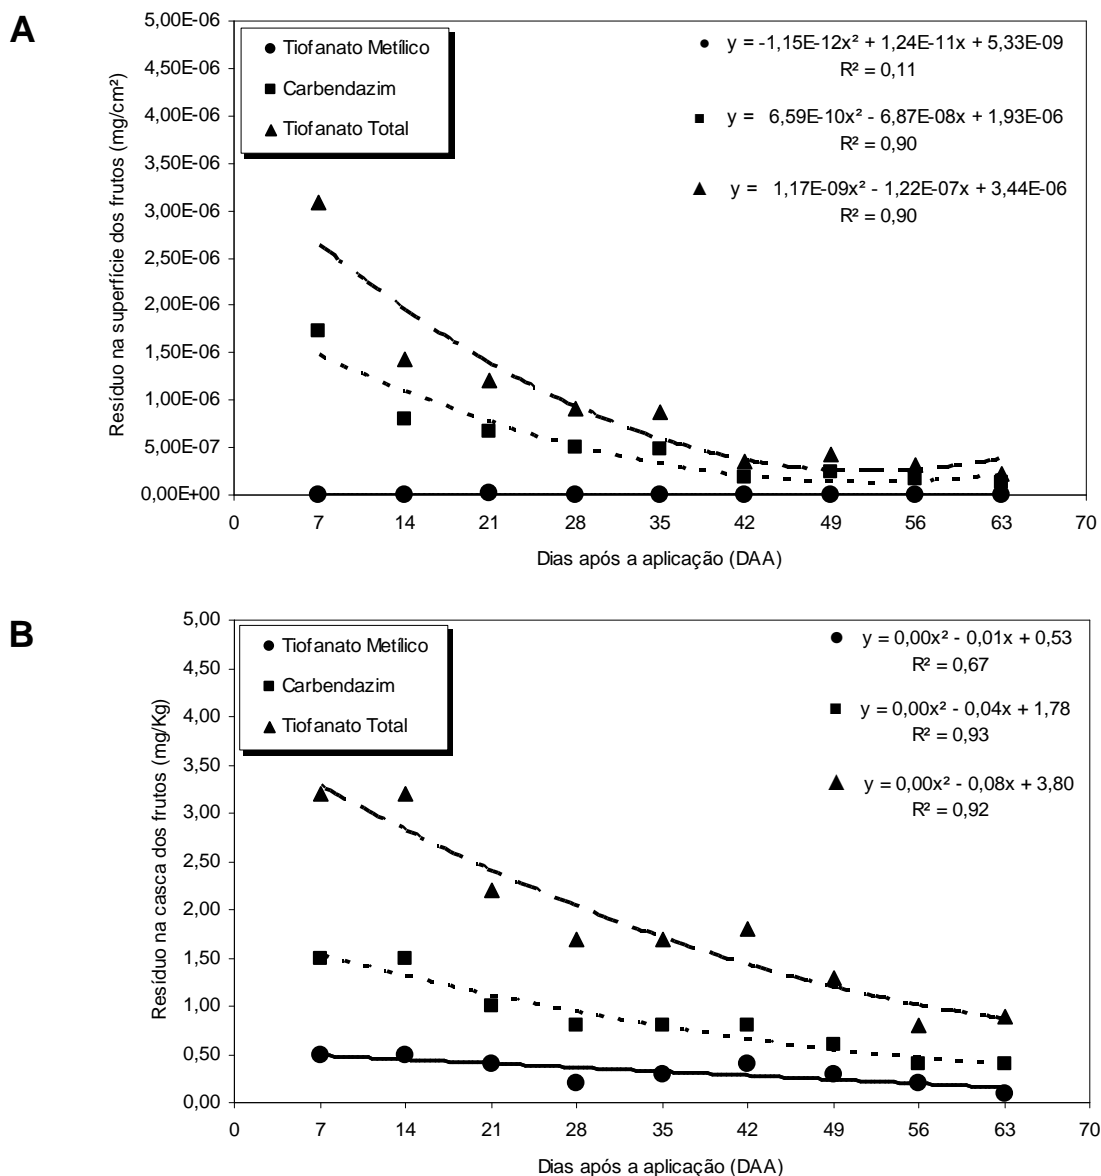 A
Resíduo na superfície dos frutos (mg/cm²)
5,00E-06
4,50E-06
4,00E-06
3,50E-06
3,00E-06
2,50E-06
2,00E-06
1,50E-06
1,00E-06
5,00E-07
0,00E+00
Tiofanato Metílico
Carbendazim
Tiofanato Total
y = -1,15E-12x² + 1,24E-11x + 5,33E-09
R² = 0,11
y = 6,59E-10x² - 6,87E-08x + 1,93E-06
R² = 0,90
y = 1,17E-09x² - 1,22E-07x + 3,44E-06
R² = 0,90
0 7 14 21 28 35 42 49 56 63 70
Dias após a aplicação (DAA)
B
Resíduo na casca dos frutos (mg/Kg)
5,00
4,50
4,00
3,50
3,00
2,50
2,00
1,50
1,00
0,50
0,00
Tiofanato Metílico
Carbendazim
Tiofanato Total
y = 0,00x² - 0,01x + 0,53
R² = 0,67
y = 0,00x² - 0,04x + 1,78
R² = 0,93
y = 0,00x² - 0,08x + 3,80
R² = 0,92
0 7 14 21 28 35 42 49 56 63 70
Dias após a aplicação (DAA)